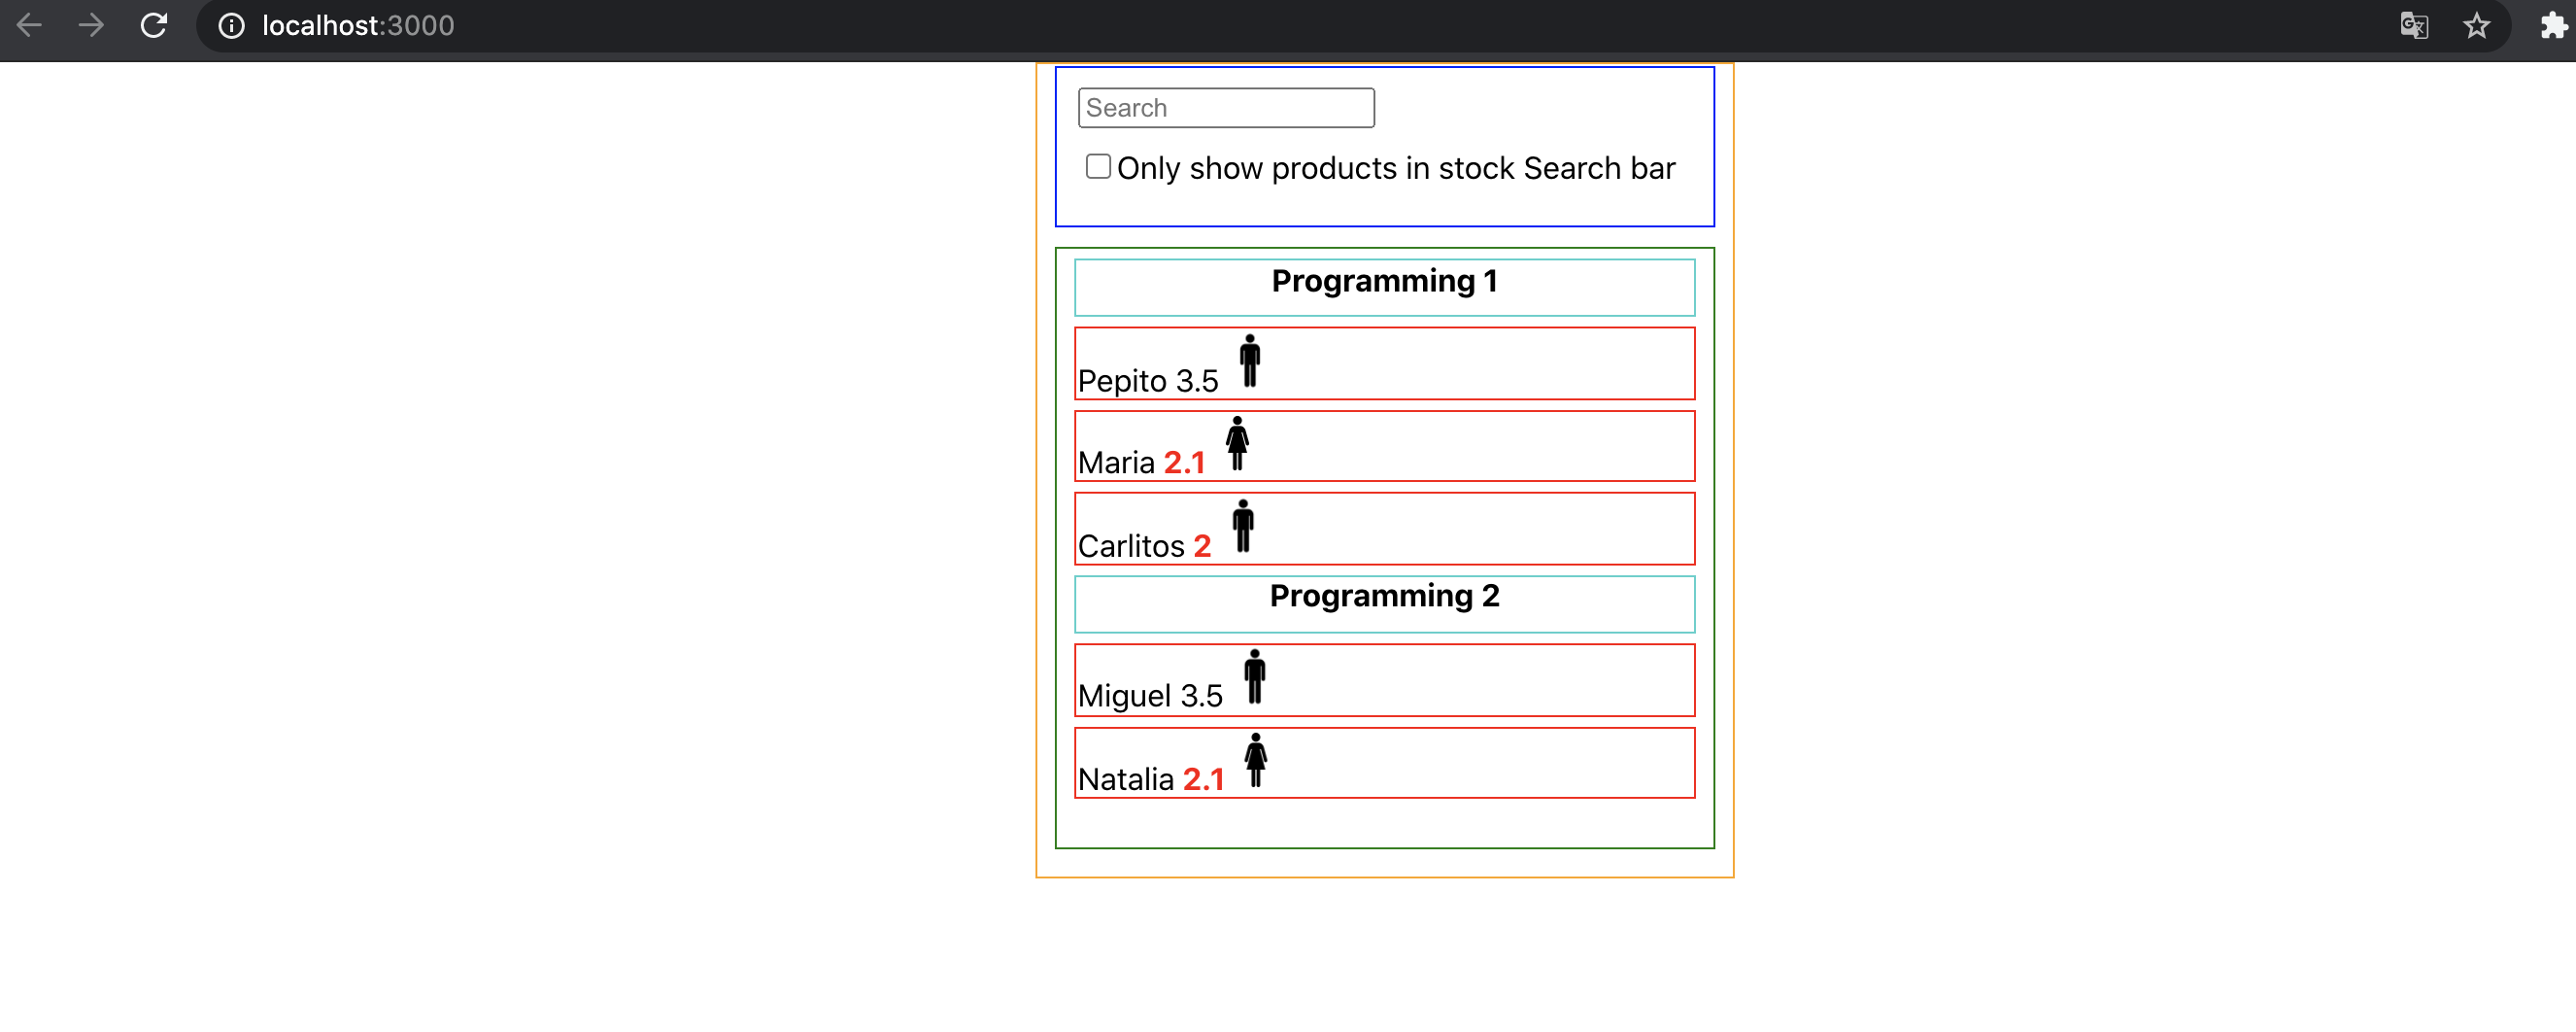 localhost:3000
Search
Only show products in stock Search bar
Programming 1
Pepito 3.5
Maria 2.1
Carlitos 2
Programming 2
Miguel 3.5
Natalia 2.1